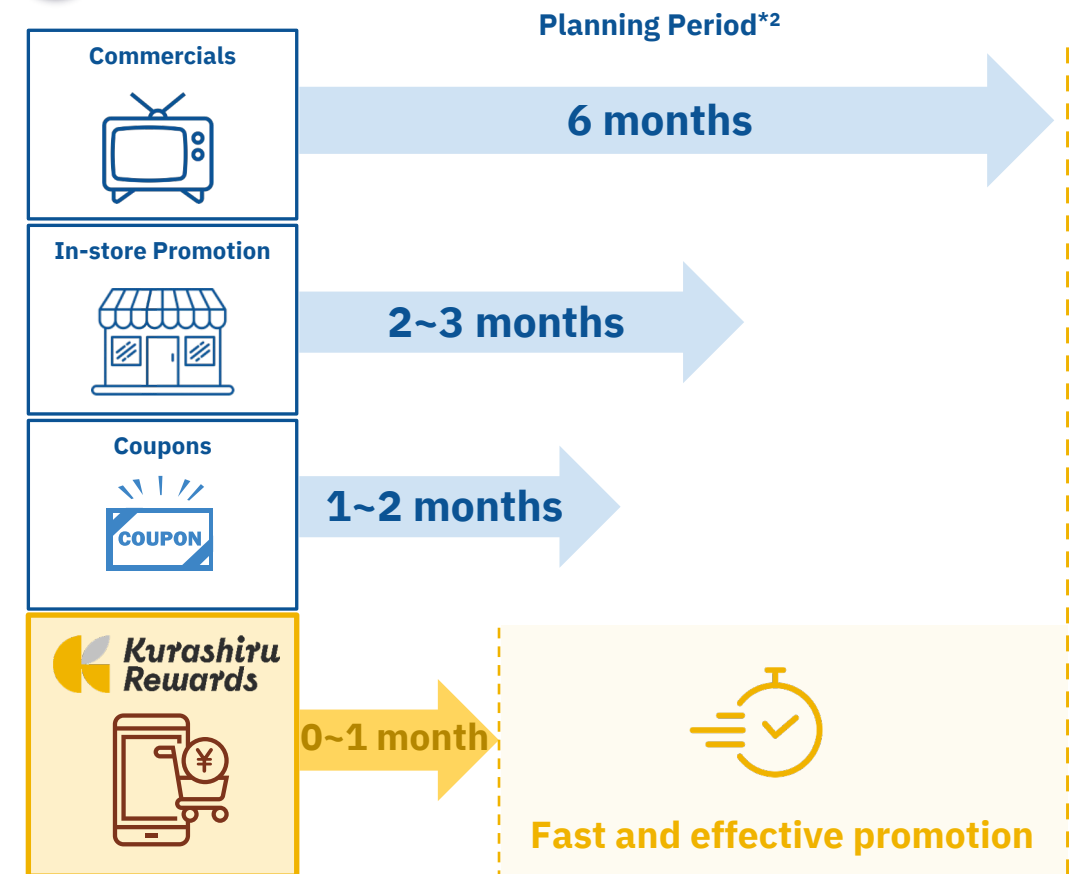 Planning Period*2
Commercials
6 months
In-store Promotion
2~3 months
Coupons
COUPON
1~2 months
Kurashiru
Rewards
¥
0~1 month
Fast and effective promotion